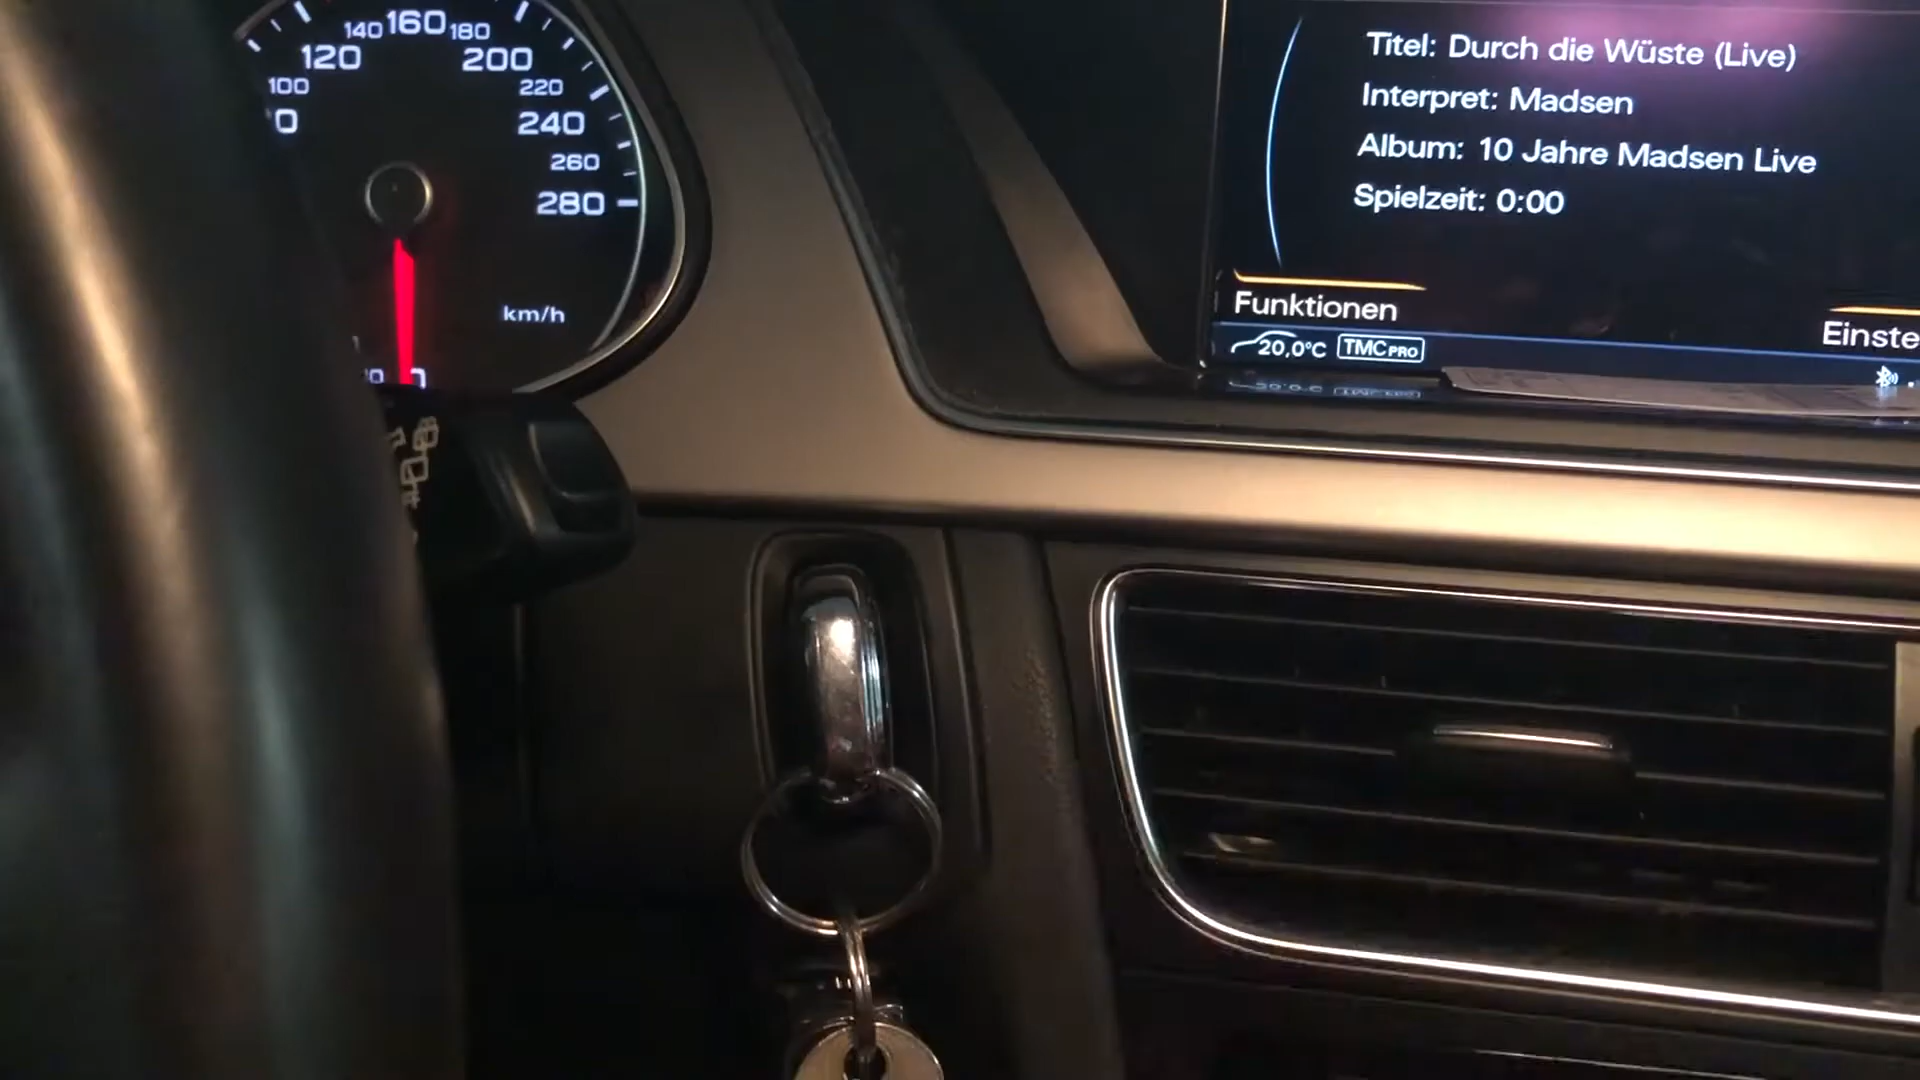 140 160 180
120 200
100 220
0 240
260
280
km/h
Titel: Durch die Wüste (Live)
Interpret: Madsen
Album: 10 Jahre Madsen Live
Spielzeit: 0:00
Funktionen
Einste
20,0°C TMC PRO